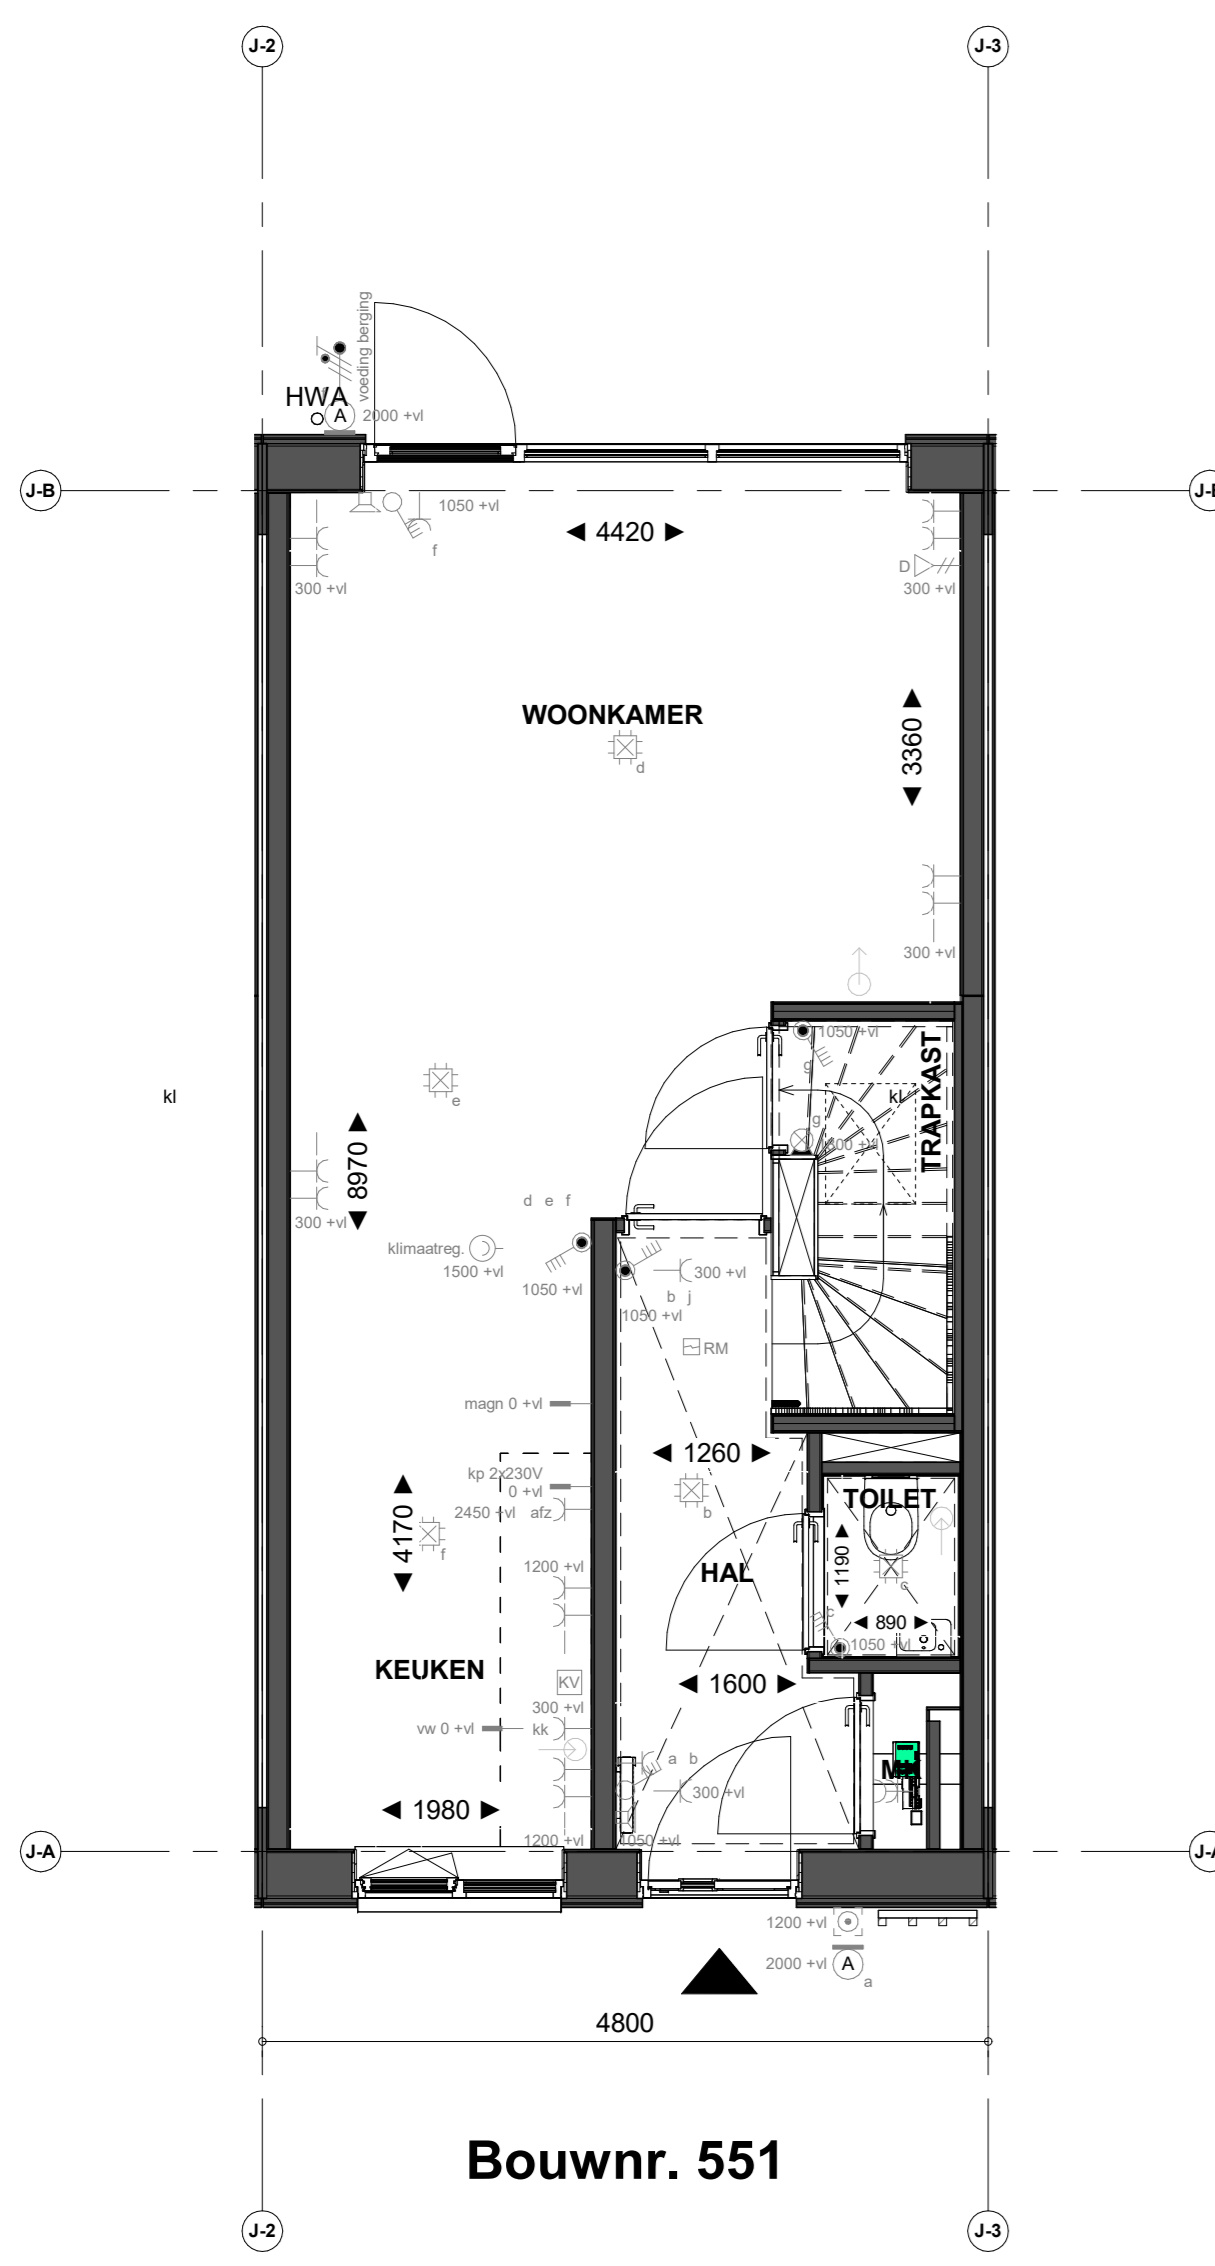 J-2
J-3
voeding berging
HWA
A
2000 +vl
J-B
1050 +vl
f
4420
D
300 +vl
300 +vl
WOONKAMER
d
3360
300 +vl
1050 +vl
g
TRAPKAST
kl
kl
e
g
300 +vl
8970
d e f
300 +vl
klimaatreg.
1500 +vl
1050 +vl
300 +vl
b j
1050 +vl
RM
magn 0 +vl
1260
kp 2x230V
0 +vl
2450 +vl afz
b
TOILET
4170
f
1190
c
1200 +vl
HAL
c
890
1050 +vl
KEUKEN
KV
300 +vl
1600
vw 0 +vl
kk
a b
300 +vl
MK
1980
1200 +vl
1050 +vl
J-A
1200 +vl
2000 +vl
A
a
4800
Bouwnr. 551
J-2
J-3